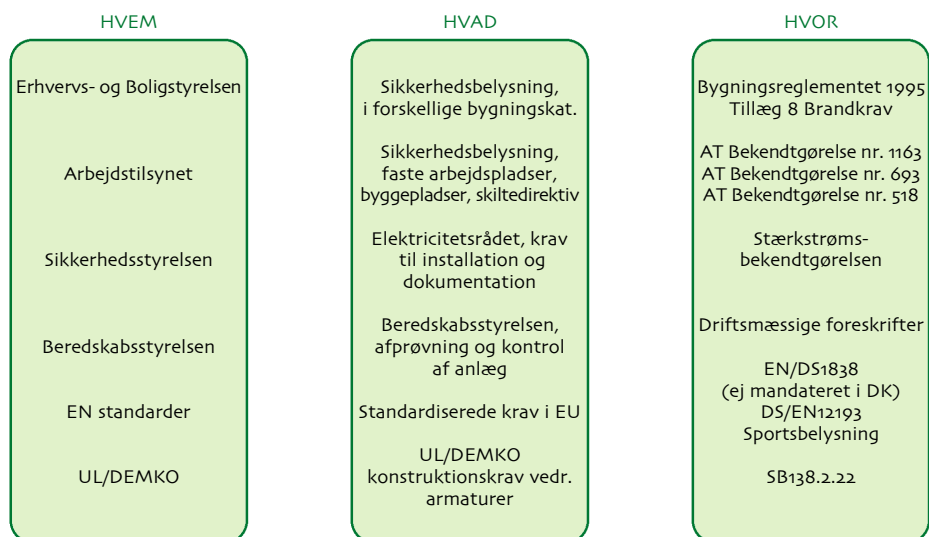 HVEM
Erhvervs- og Boligstyrelsen
Arbejdstilsynet
Sikkerhedsstyrelsen
Beredskabsstyrelsen
EN standarder
UL/DEMKO
HVAD
Sikkerhedsbelysning,
i forskellige bygningskat.
Sikkerhedsbelysning,
faste arbejdspladser,
byggepladser, skiltedirektiv
Elektricitetsrådet, krav
til installation og
dokumentation
Beredskabsstyrelsen,
afprøvning og kontrol
af anlæg
Standardiserede krav i EU
UL/DEMKO
konstruktionskrav vedr.
armaturer
HVOR
Bygningsreglementet 1995
Tillæg 8 Brandkrav
AT Bekendtgørelse nr. 1163
AT Bekendtgørelse nr. 693
AT Bekendtgørelse nr. 518
Stærkstrøms-
bekendtgørelsen
Driftsmæssige foreskrifter
EN/DS1838
(ej mandateret i DK)
DS/EN12193
Sportsbelysning
SB138.2.22